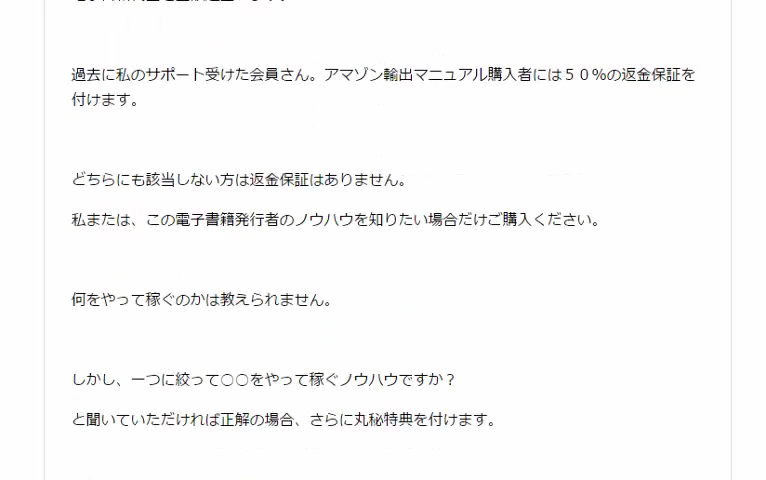 過去に私のサポート受けた会員さん。アマゾン輸出マニュアル購入者には５０％の返金保証を
付けます。
どちらにも該当しない方は返金保証はありません。
私または、この電子書籍発行者のノウハウを知りたい場合だけご購入ください。
何をやって稼ぐのかは教えられません。
しかし、一つに絞って○○をやって稼ぐノウハウですか？
と聞いていただければ正解の場合、さらに丸秘特典を付けます。